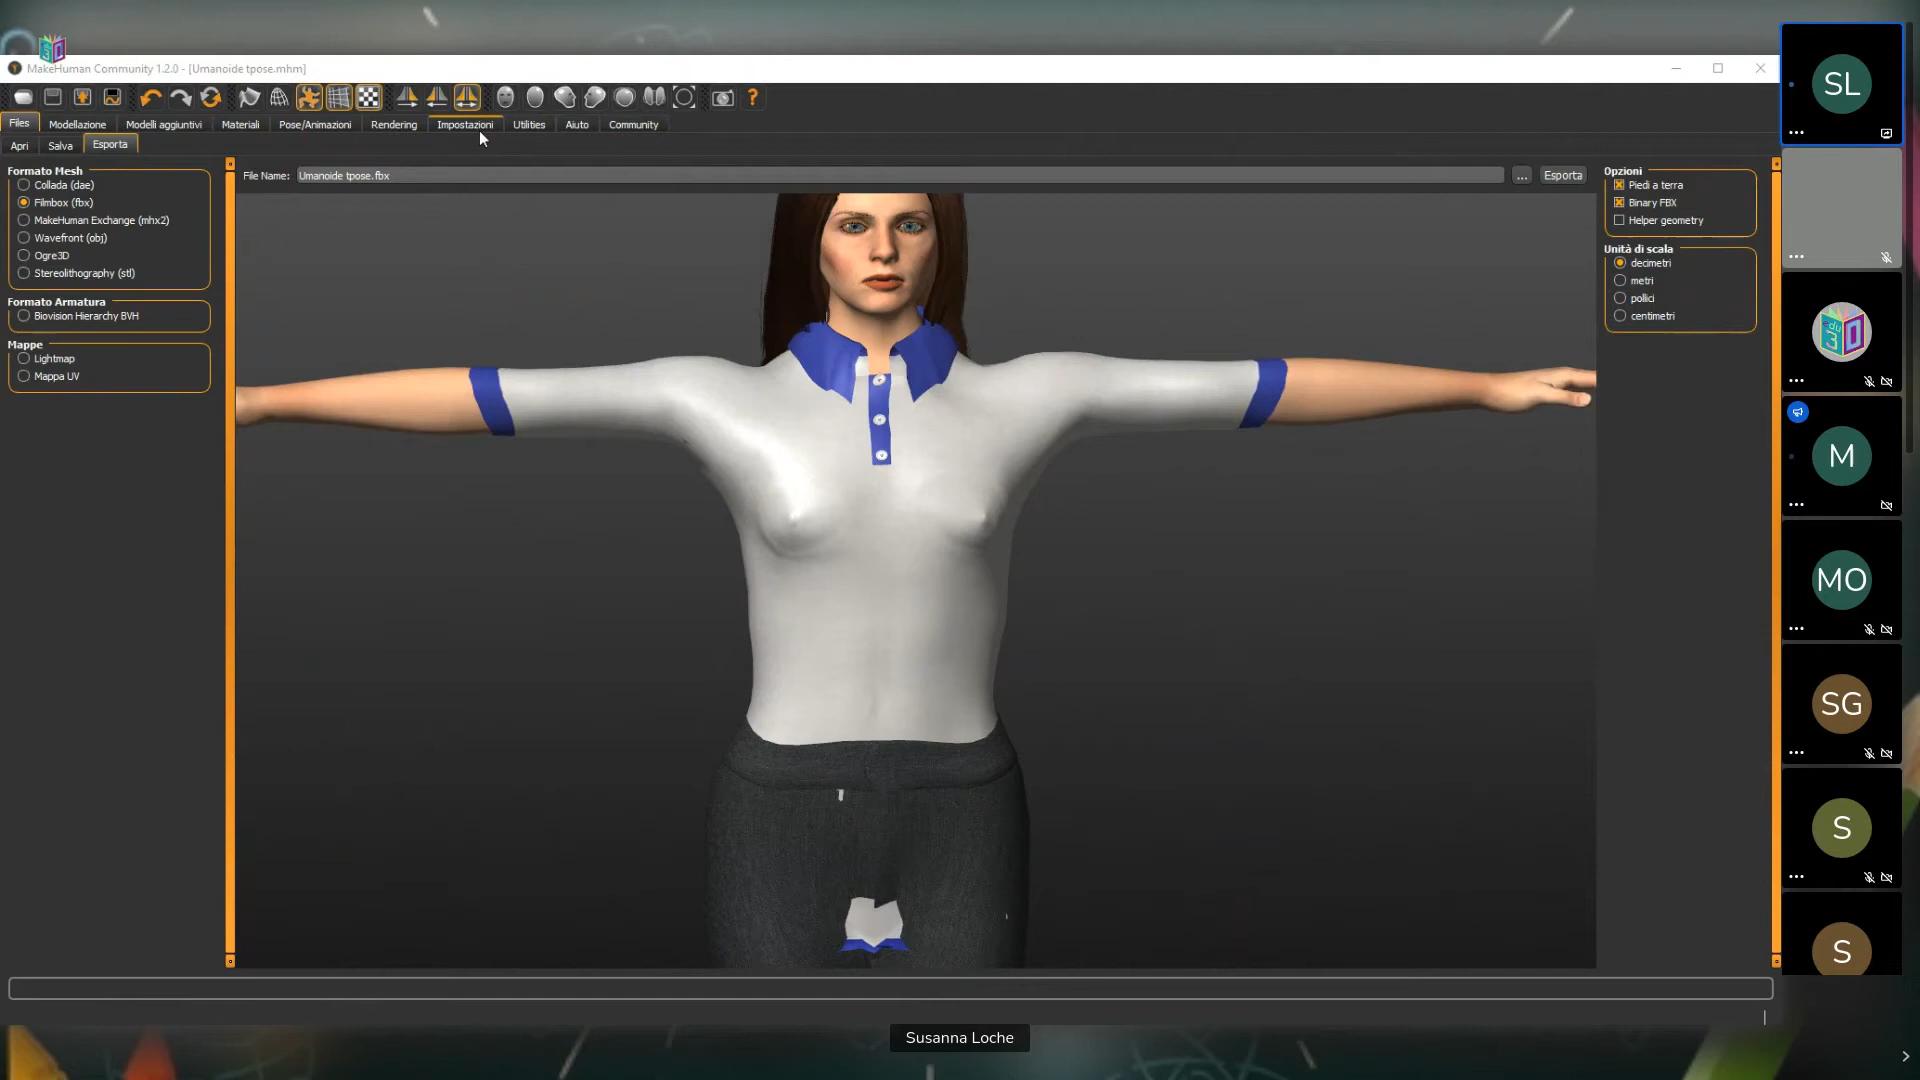 MakeHuman Community 1.2.0 - [Umanoide tpose.mhm]
Files Modellazione Modelli aggiuntivi Materiali Pose/Animazioni Rendering Impostazioni Utilities Aiuto Community
Apri Salva Esporta
Formato Mesh
Collada (dae)
Filmbox (fbx)
MakeHuman Exchange (mhx2)
Wavefront (obj)
Ogre3D
Stereolithography (stl)
Formato Armatura
Biovision Hierarchy BVH
Mappe
Lightmap
Mappa UV
File Name: Umanoide tpose.fbx ... Esporta
Opzioni
Piedi a terra
Binary FBX
Helper geometry
Unità di scala
decimetri
metri
pollici
centimetri
SL
edu
3D
M
MO
SG
S
S
Susanna Loche